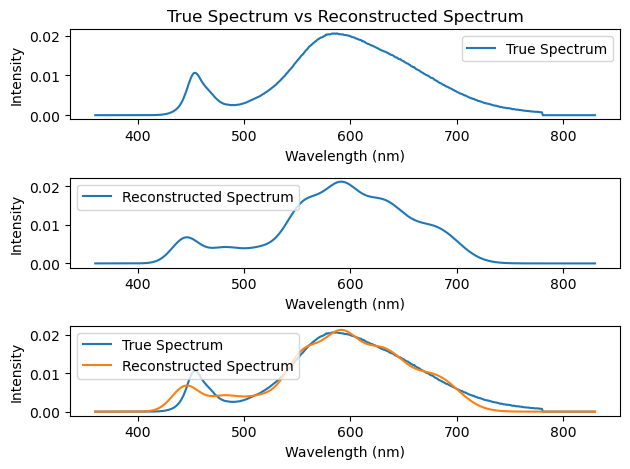 True Spectrum vs Reconstructed Spectrum
0.02
0.01
0.00
Intensity
True Spectrum
400 500 600 700 800
Wavelength (nm)
0.02
0.01
0.00
Intensity
Reconstructed Spectrum
400 500 600 700 800
Wavelength (nm)
0.02
0.01
0.00
Intensity
True Spectrum
Reconstructed Spectrum
400 500 600 700 800
Wavelength (nm)